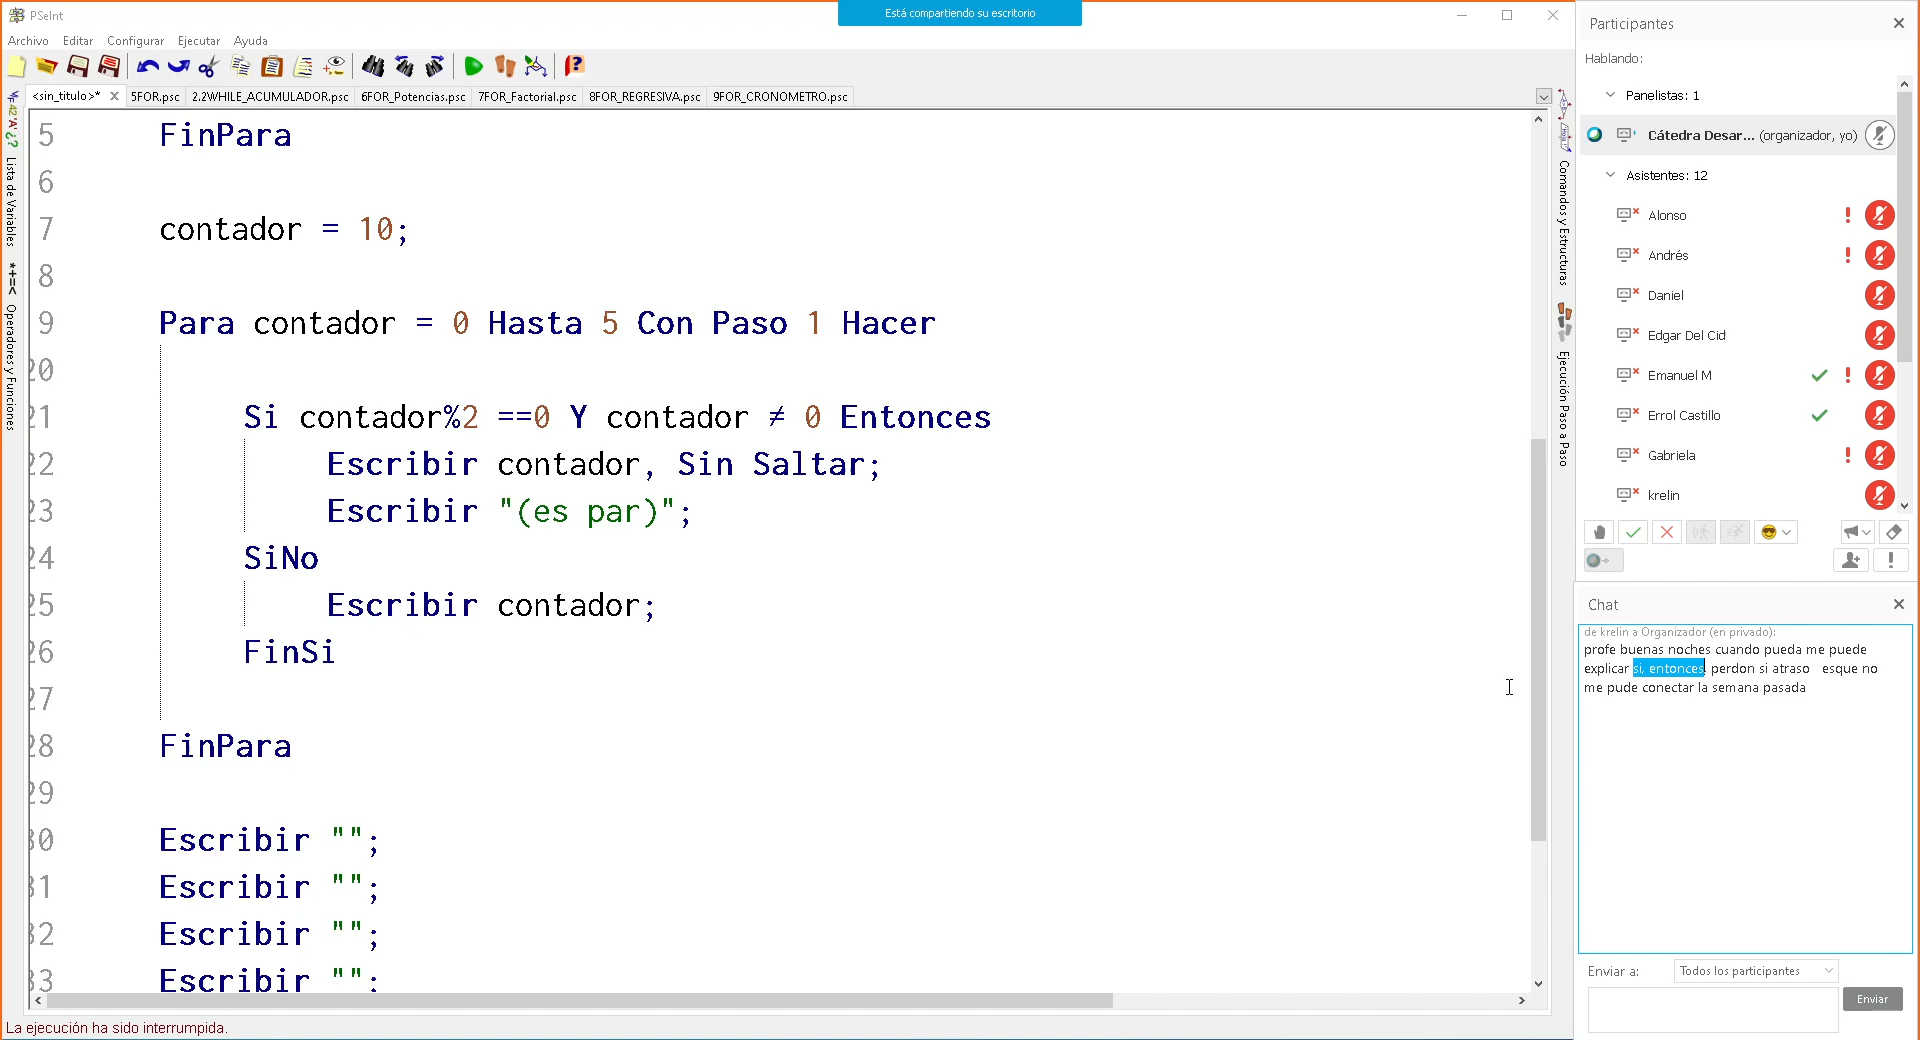 PSeInt
Está compartiendo su escritorio
Archivo Editar Configurar Ejecutar Ayuda
<sin_titulo>* 5FOR.psc 2.2WHILE_ACUMULADOR.psc 6FOR_Potencias.psc 7FOR_Factorial.psc 8FOR_REGRESIVA.psc 9FOR_CRONOMETRO.psc
Lista de Variables
Operadores y Funciones
5 FinPara
6
7 contador = 10;
8
9 Para contador = 0 Hasta 5 Con Paso 1 Hacer
20
21 Si contador%2 ==0 Y contador ≠ 0 Entonces
22 Escribir contador, Sin Saltar;
23 Escribir "(es par)";
24 SiNo
25 Escribir contador;
26 FinSi
27
28 FinPara
29
30 Escribir "";
31 Escribir "";
32 Escribir "";
33 Escribir "";
La ejecución ha sido interrumpida.
Comandos y Estructuras
Ejecución Paso a Paso
Participantes
Hablando:
Panelistas: 1
Cátedra Desar... (organizador, yo)
Asistentes: 12
Alonso
Andrés
Daniel
Edgar Del Cid
Emanuel M
Errol Castillo
Gabriela
krelin
Chat
de krelin a Organizador (en privado):
profe buenas noches cuando pueda me puede
explicar si, entonces, perdon si atraso esque no
me pude conectar la semana pasada
Enviar a: Todos los participantes
Enviar